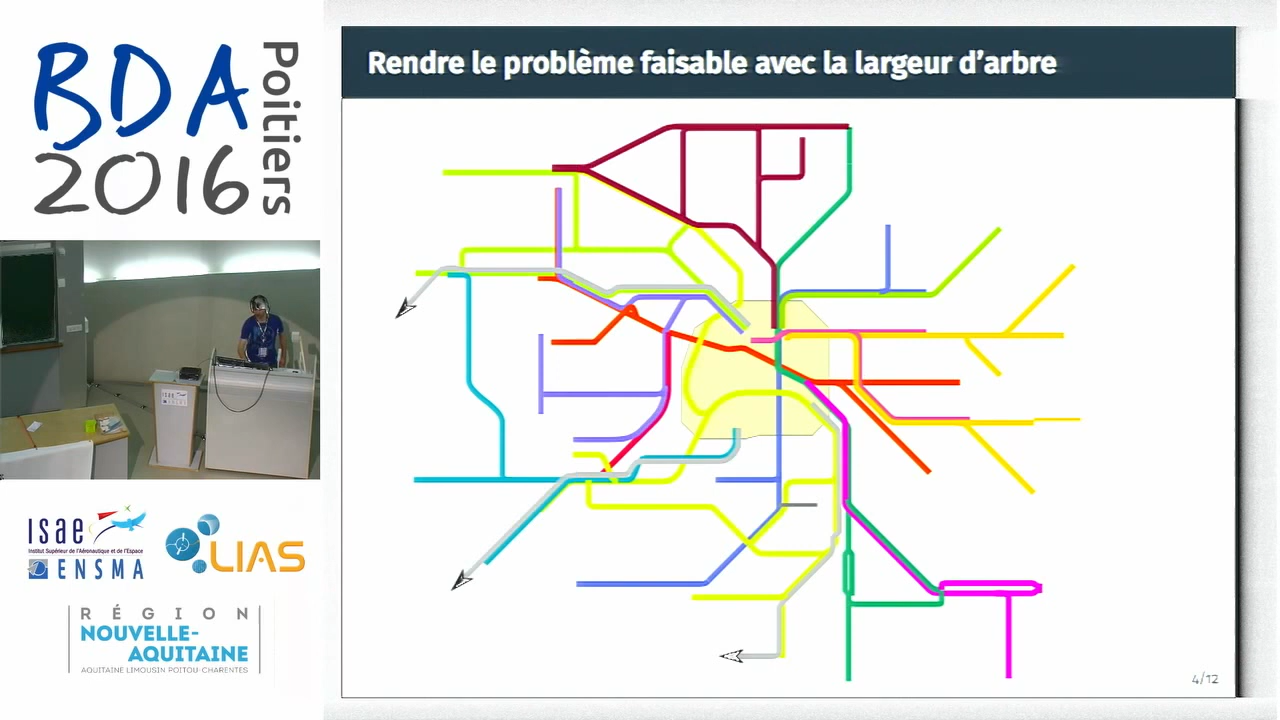 BDA
2016
Poitiers
isae
Institut Supérieur de l'Aéronautique et de l'Espace
ENSMA
LIAS
RÉGION
NOUVELLE-
AQUITAINE
AQUITAINE LIMOUSIN POITOU-CHARENTES
Rendre le problème faisable avec la largeur d'arbre
4/12